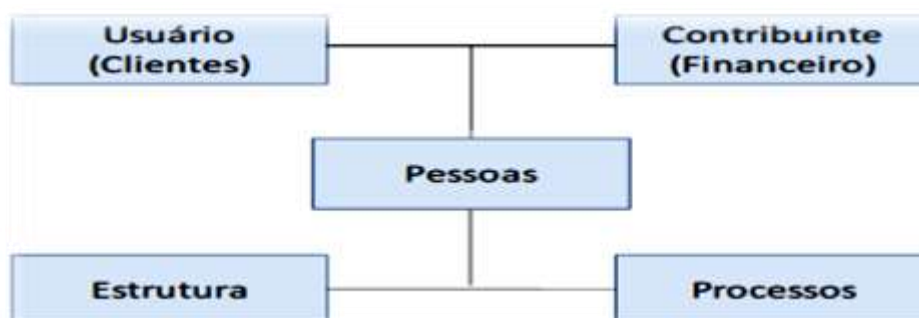 Usuário
(Clientes)
Contribuinte
(Financeiro)
Pessoas
Estrutura
Processos